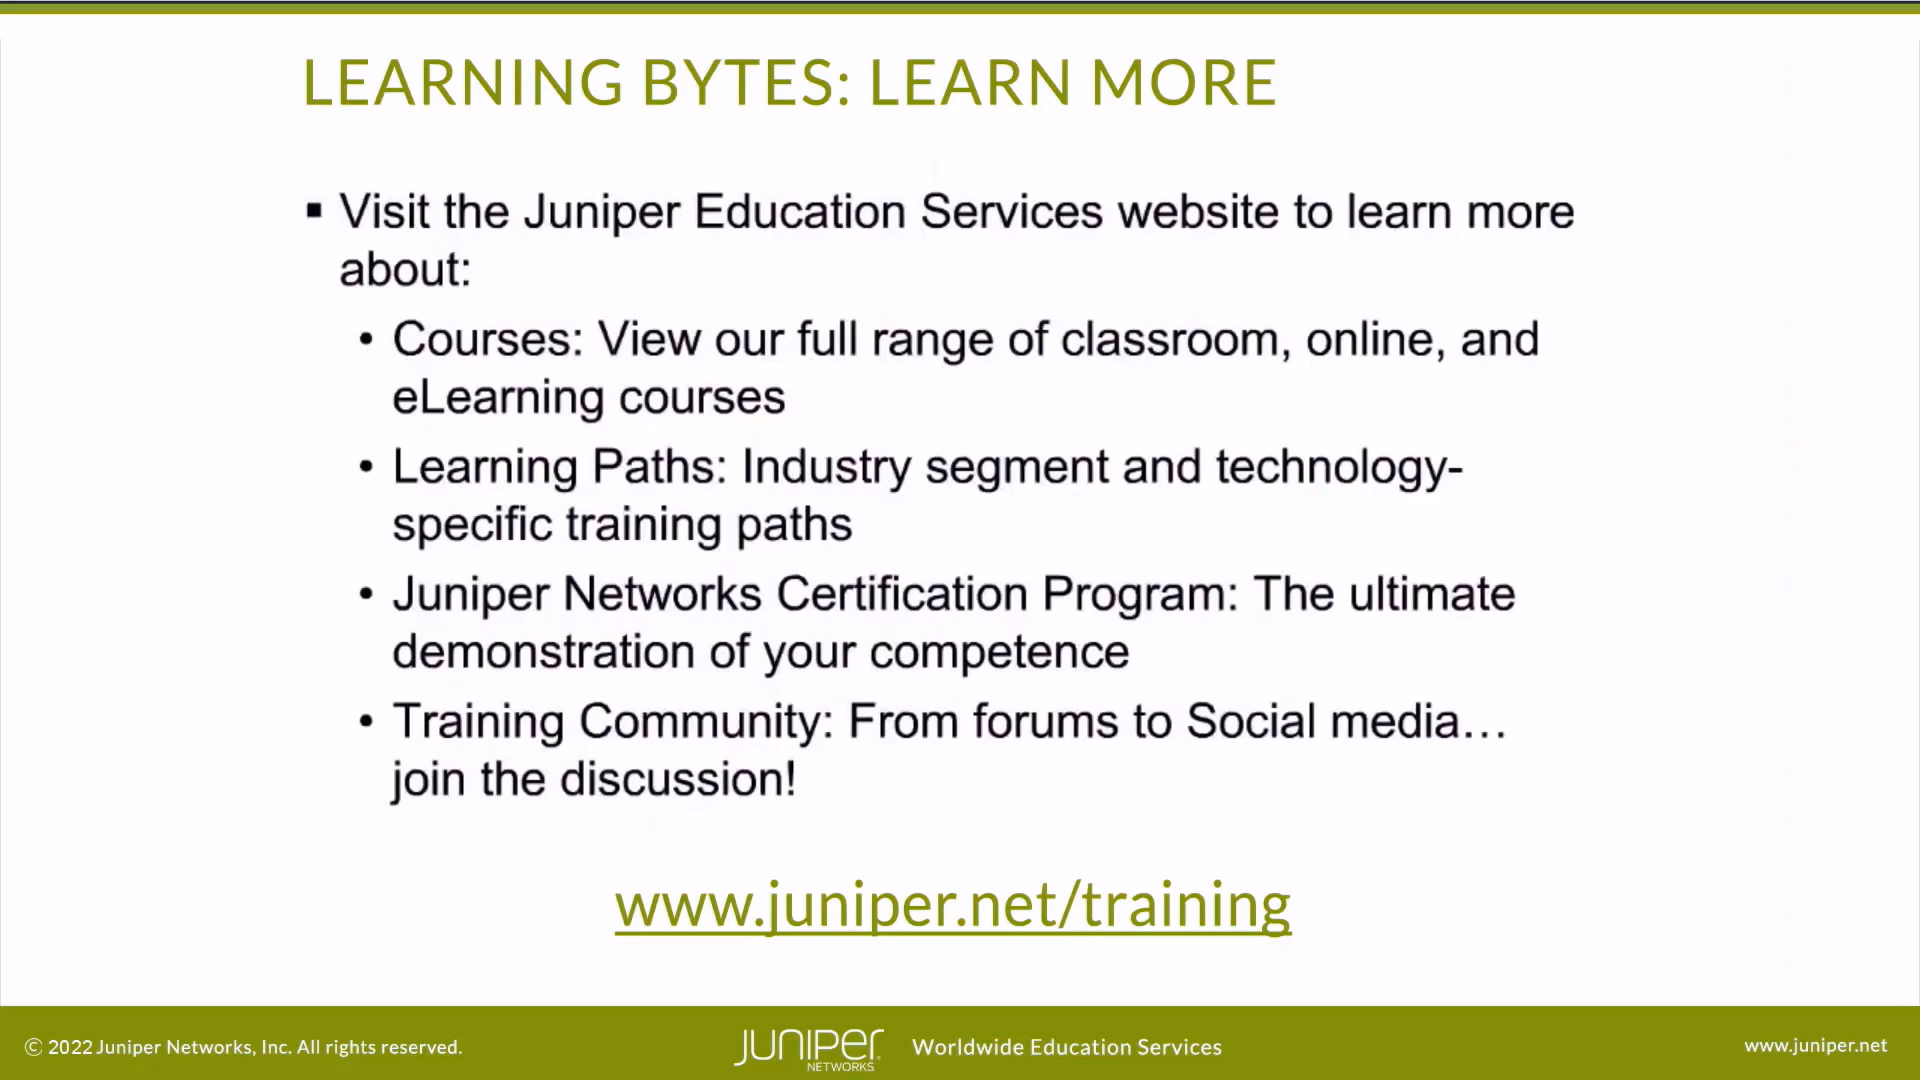 LEARNING BYTES: LEARN MORE
▪ Visit the Juniper Education Services website to learn more
about:
• Courses: View our full range of classroom, online, and
eLearning courses
• Learning Paths: Industry segment and technology-
specific training paths
• Juniper Networks Certification Program: The ultimate
demonstration of your competence
• Training Community: From forums to Social media…
join the discussion!
www.juniper.net/training
© 2022 Juniper Networks, Inc. All rights reserved.
JUNIPER
NETWORKS
Worldwide Education Services
www.juniper.net